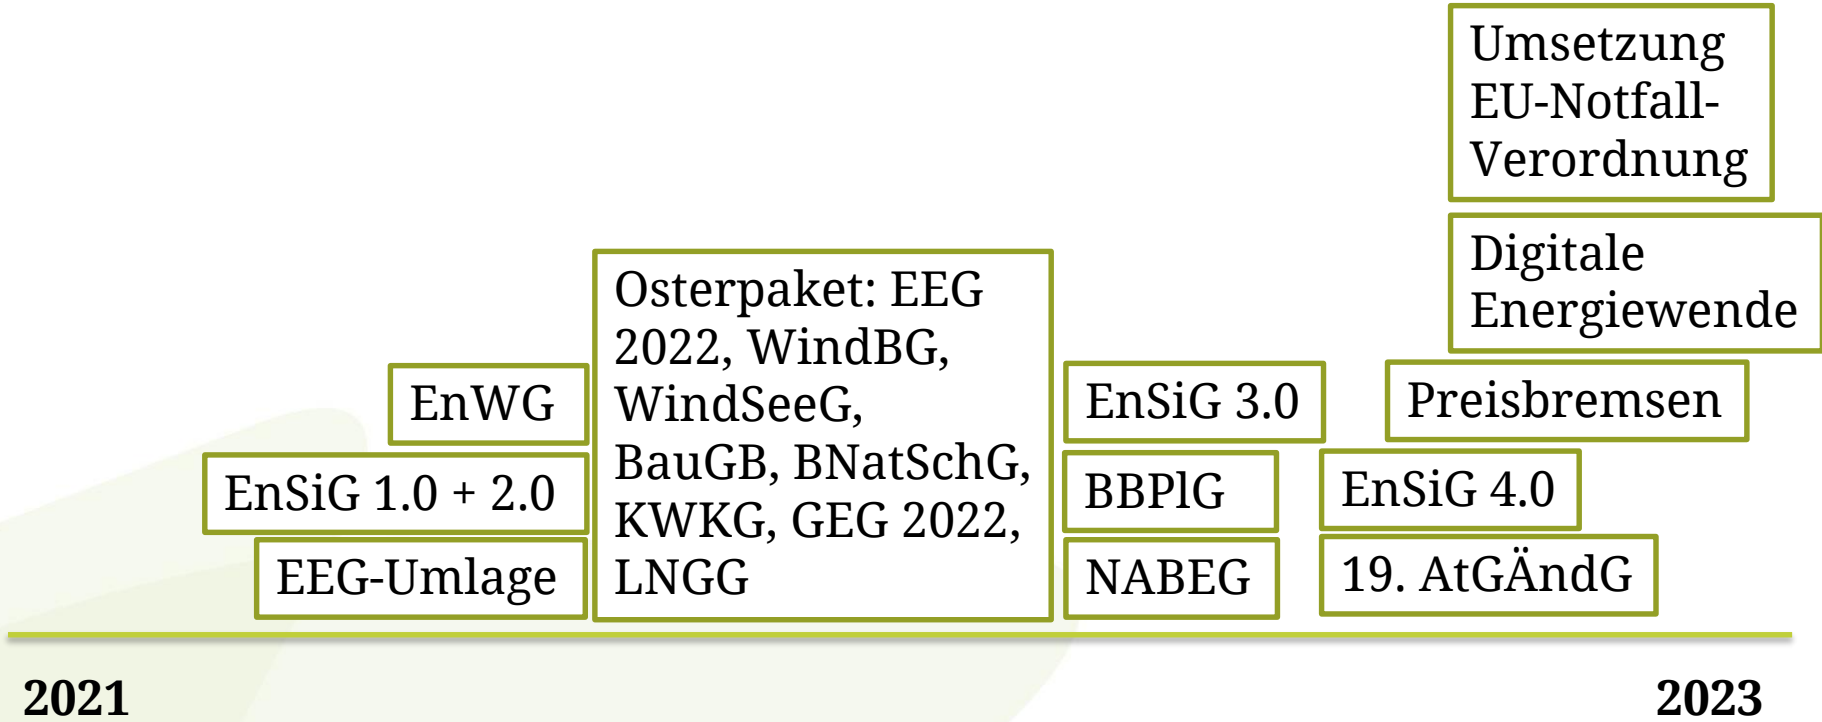 Umsetzung
EU-Notfall-
Verordnung
Digitale
Energiewende
Osterpaket: EEG
2022, WindBG,
WindSeeG,
BauGB, BNatSchG,
KWKG, GEG 2022,
LNGG
EnWG
EnSiG 1.0 + 2.0
EEG-Umlage
EnSiG 3.0
BBPlG
NABEG
Preisbremsen
EnSiG 4.0
19. AtGÄndG
2021
2023